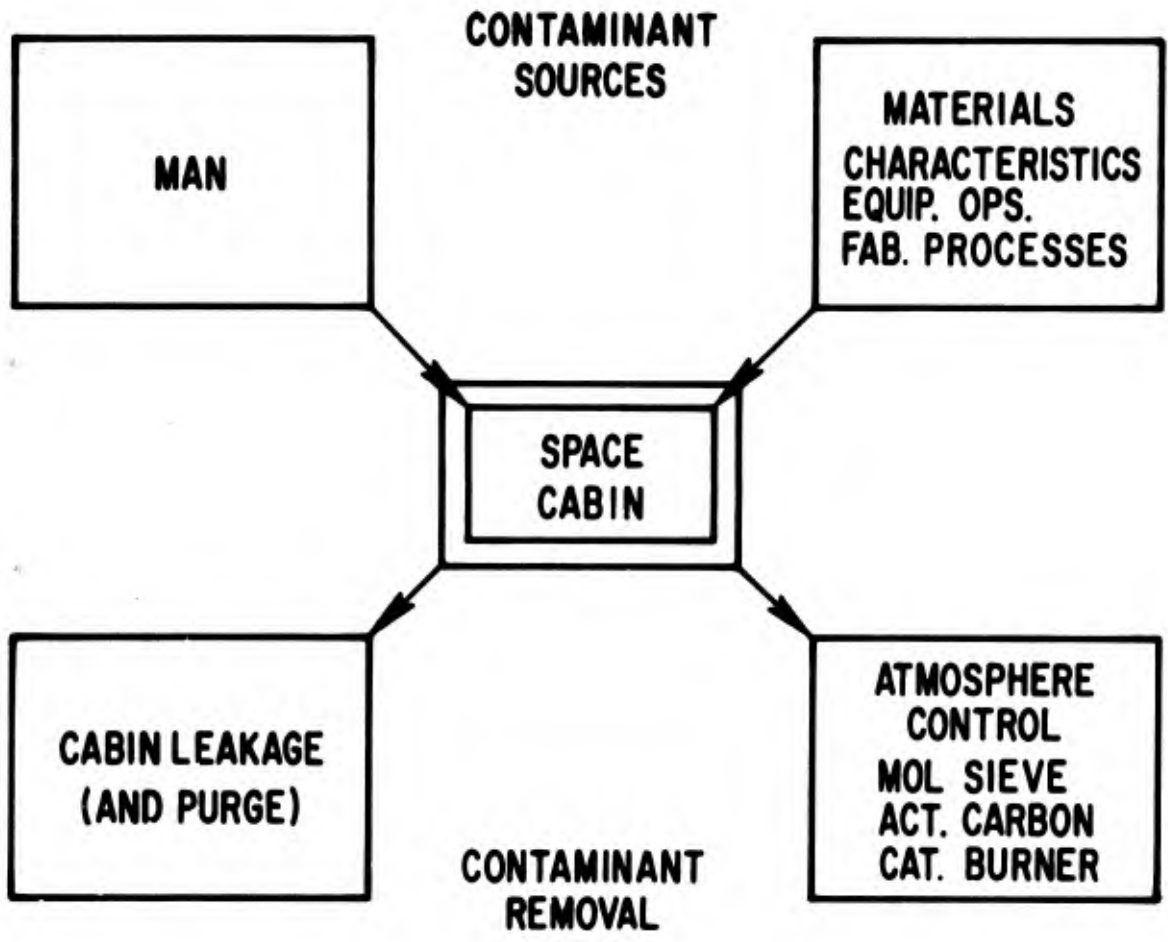 CONTAMINANT
SOURCES
MAN
MATERIALS
CHARACTERISTICS
EQUIP. OPS.
FAB. PROCESSES
SPACE
CABIN
CABIN LEAKAGE
(AND PURGE)
ATMOSPHERE
CONTROL
MOL SIEVE
ACT. CARBON
CAT. BURNER
CONTAMINANT
REMOVAL